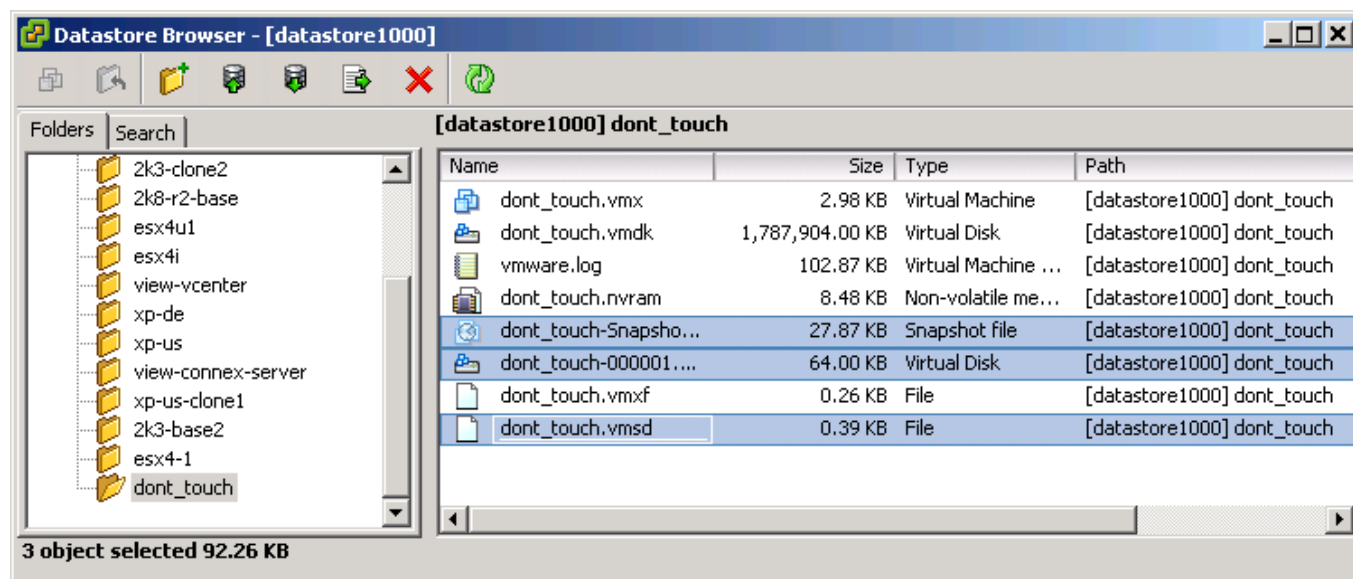 Datastore Browser - [datastore1000]
Folders Search
[datastore1000] dont_touch
2k3-clone2
2k8-r2-base
esx4u1
esx4i
view-vcenter
xp-de
xp-us
view-connex-server
xp-us-clone1
2k3-base2
esx4-1
dont_touch
Name Size Type Path
dont_touch.vmx 2.98 KB Virtual Machine [datastore1000] dont_touch
dont_touch.vmdk 1,787,904.00 KB Virtual Disk [datastore1000] dont_touch
vmware.log 102.87 KB Virtual Machine ... [datastore1000] dont_touch
dont_touch.nvram 8.48 KB Non-volatile me... [datastore1000] dont_touch
dont_touch-Snapsho... 27.87 KB Snapshot file [datastore1000] dont_touch
dont_touch-000001.... 64.00 KB Virtual Disk [datastore1000] dont_touch
dont_touch.vmxf 0.26 KB File [datastore1000] dont_touch
dont_touch.vmsd 0.39 KB File [datastore1000] dont_touch
3 object selected 92.26 KB